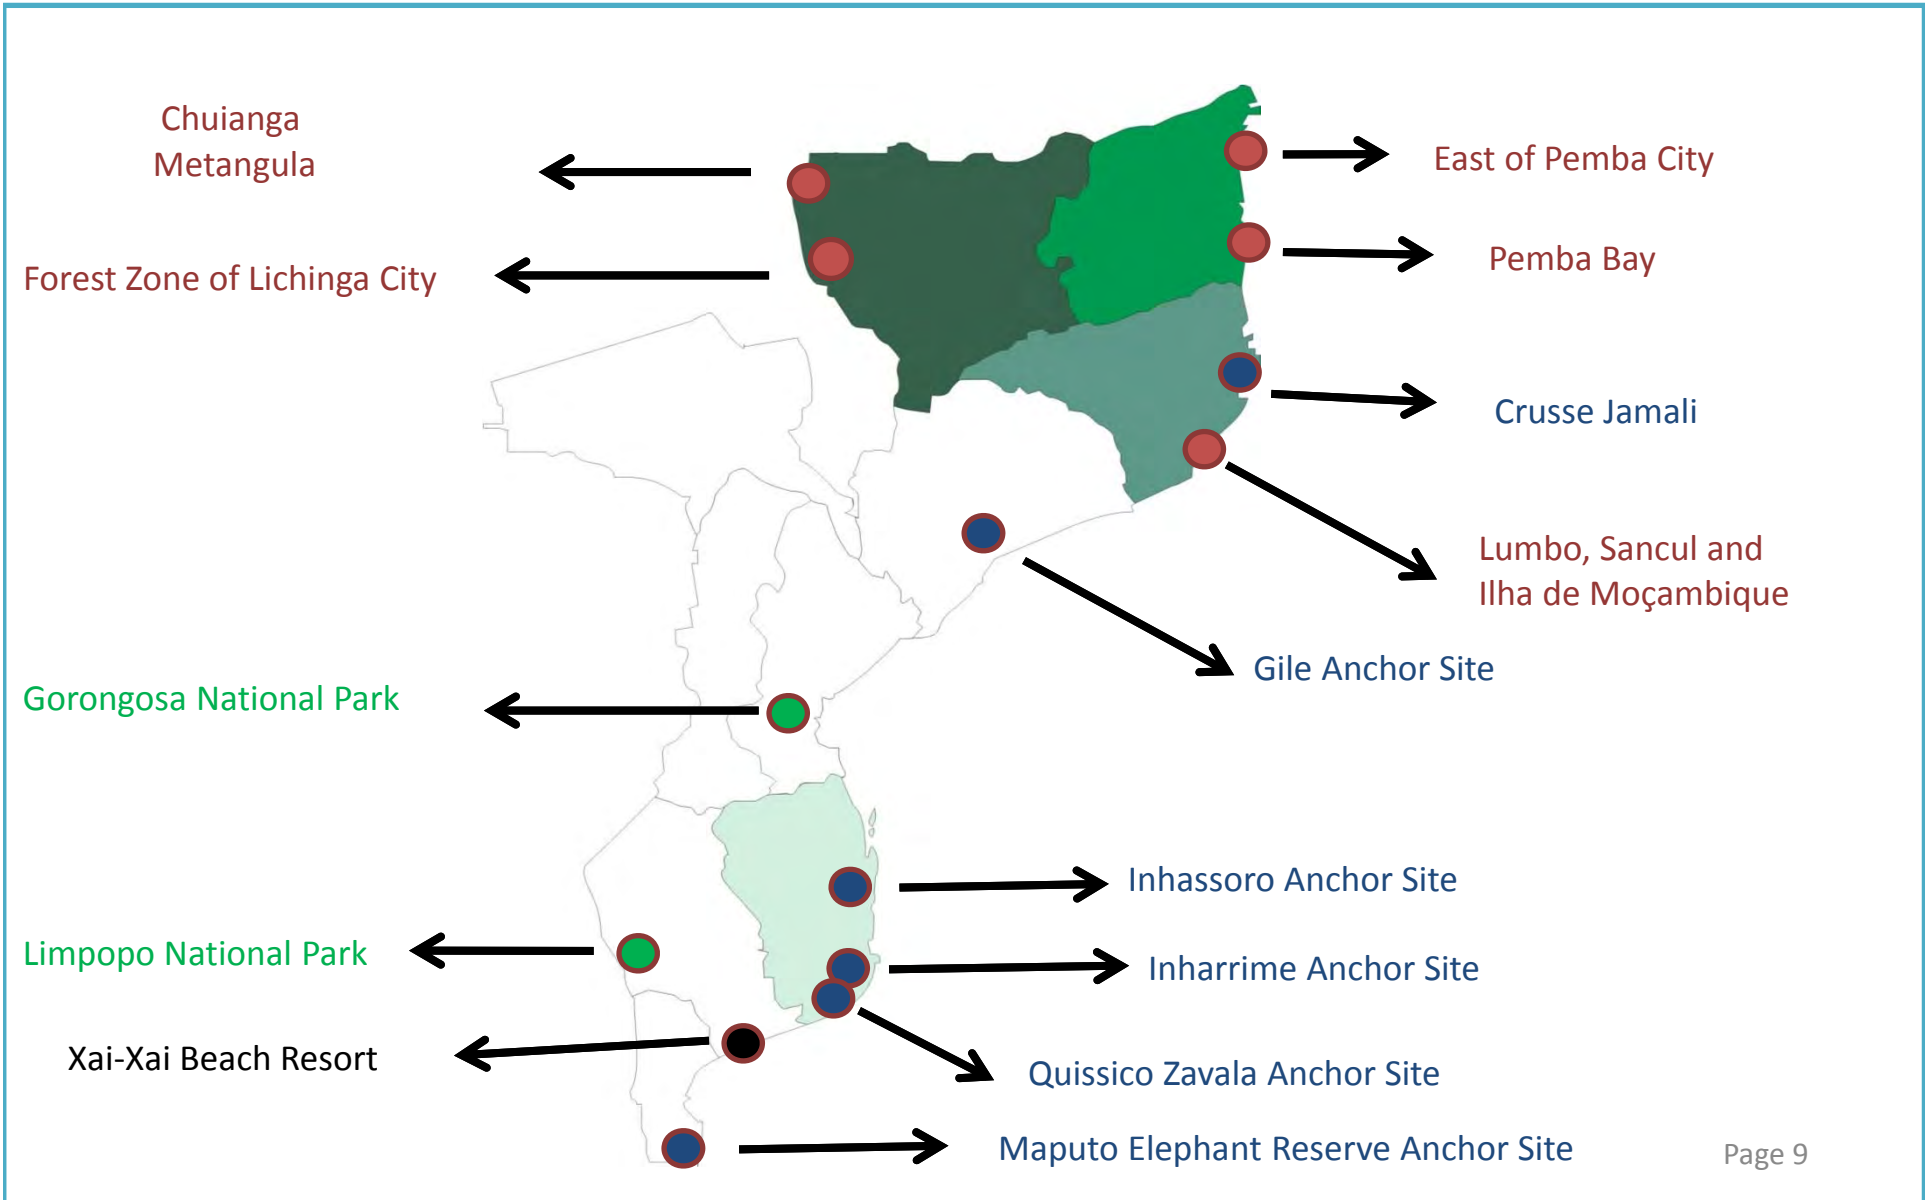 Chuianga
Metangula
East of Pemba City
Forest Zone of Lichinga City
Pemba Bay
Crusse Jamali
Lumbo, Sancul and
Ilha de Moçambique
Gile Anchor Site
Gorongosa National Park
Inhassoro Anchor Site
Limpopo National Park
Inharrime Anchor Site
Xai-Xai Beach Resort
Quissico Zavala Anchor Site
Maputo Elephant Reserve Anchor Site
Page 9